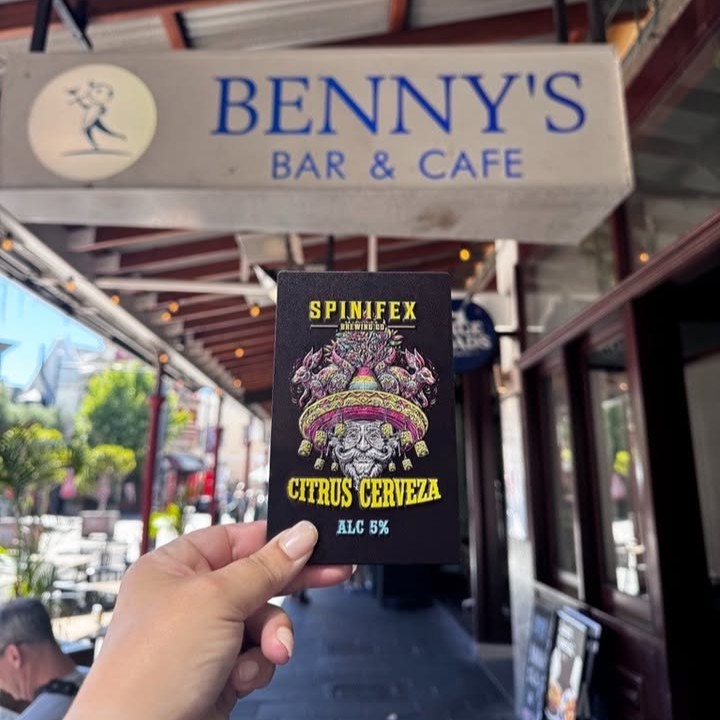 BENNY'S
BAR & CAFE
SPINIFEX
BREWING CO
CITRUS CERVEZA
ALC 5%